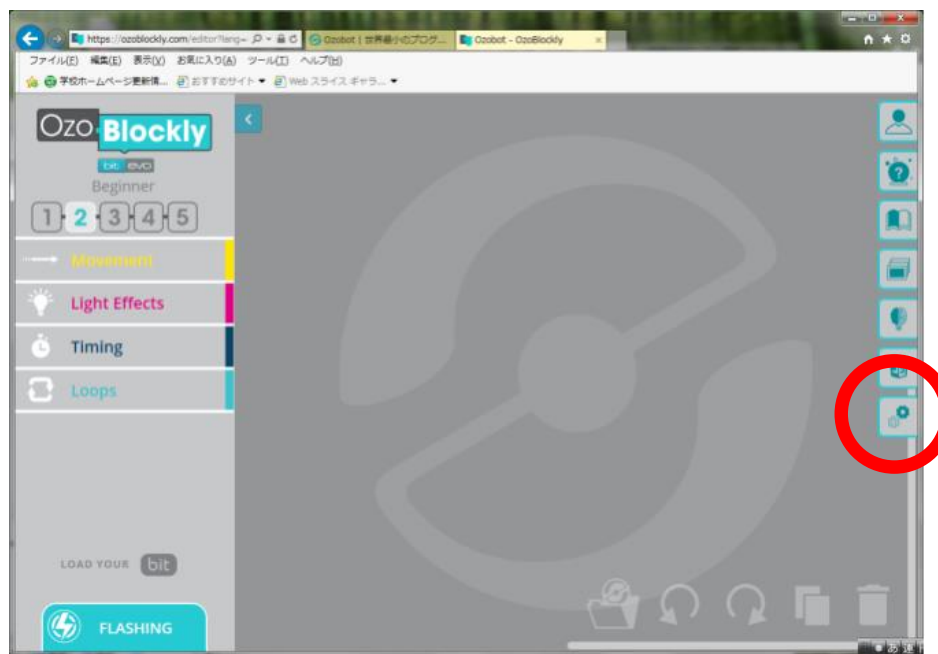 https://ozoblockly.com/editor?lang=
Ozobot | 世界最小のプログ...
Ozobot - OzoBlockly
ファイル(F) 編集(E) 表示(V) お気に入り(A) ツール(T) ヘルプ(H)
学校ホームページ更新情... おすすめサイト Web スライス ギャラ...
Ozo Blockly
bit evo
Beginner
1 2 3 4 5
Movement
Light Effects
Timing
Loops
LOAD YOUR bit
FLASHING